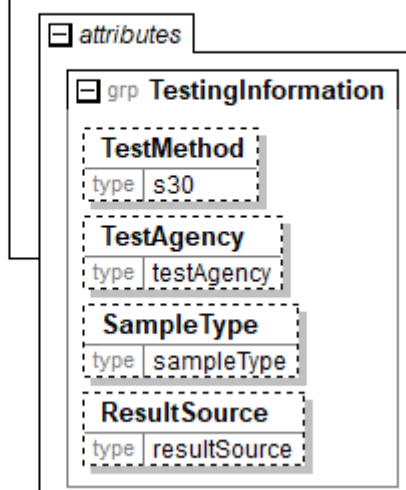 attributes
grp TestingInformation
TestMethod
type s30
TestAgency
type testAgency
SampleType
type sampleType
ResultSource
type resultSource